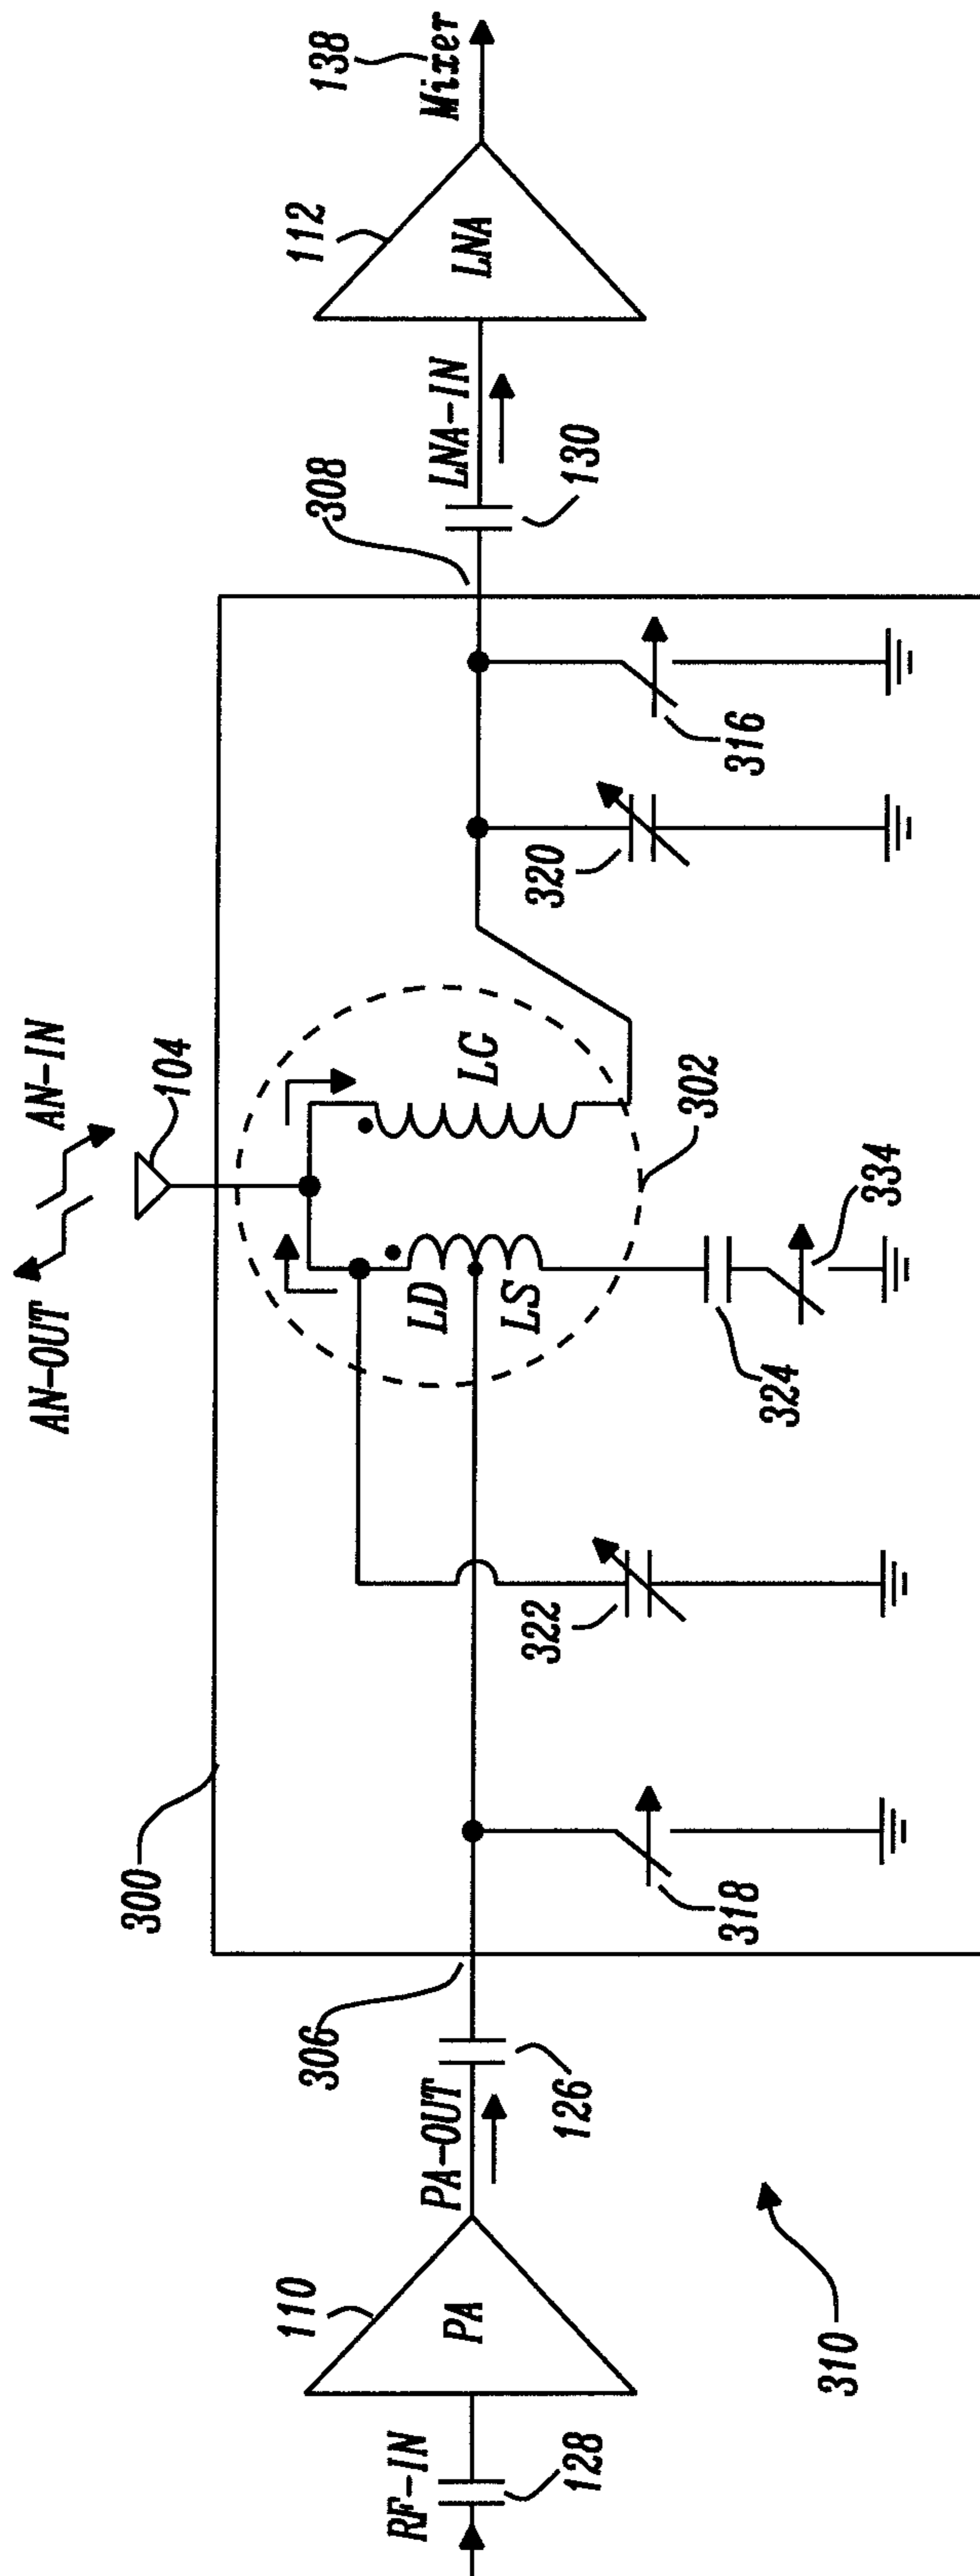 AN-OUT
AN-IN
104
300
306
308
110
112
138
Mixer
RF-IN
128
PA
PA-OUT
126
LD
LS
LG
LNA-IN
130
LNA
318
322
324
334
302
320
316
310